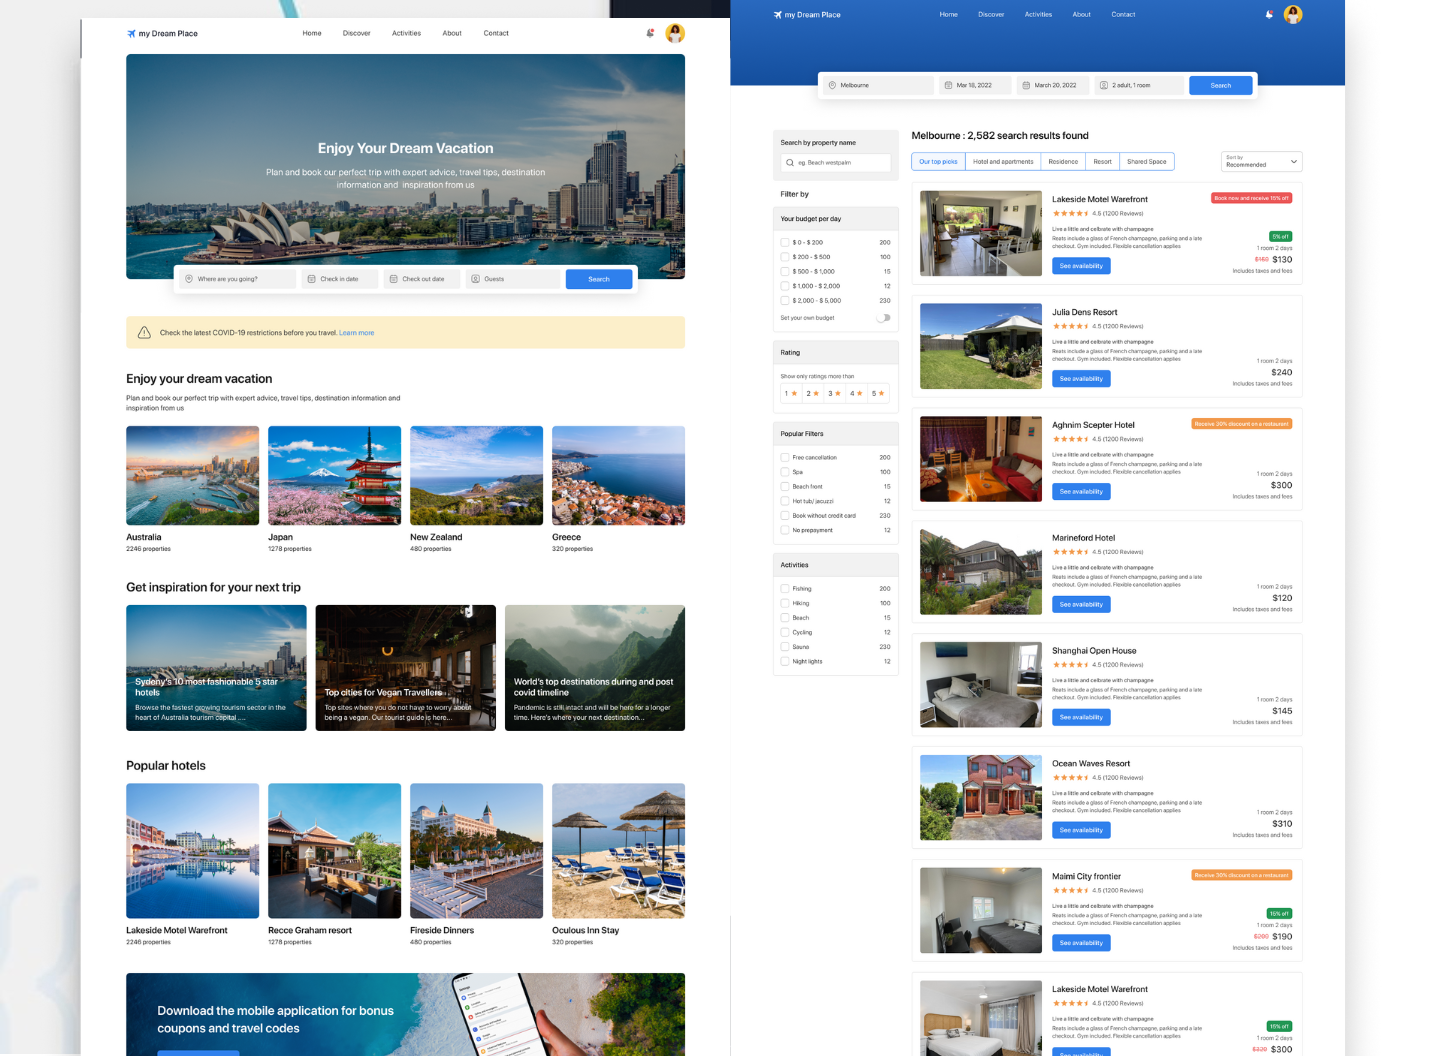 my Dream Place
Home Discover Activities About Contact
Enjoy Your Dream Vacation
Plan and book our perfect trip with expert advice, travel tips, destination
information and inspiration from us
Where are you going?
Check in date
Check out date
Guests
Search
Check the latest COVID-19 restrictions before you travel. Learn more
Enjoy your dream vacation
Plan and book our perfect trip with expert advice, travel tips, destination information and
inspiration from us
Australia
2246 properties
Japan
1278 properties
New Zealand
480 properties
Greece
320 properties
Get inspiration for your next trip
Sydeny's 10 most fashionable 5 star
hotels
Browse the fastest growing tourism sector in the
heart of Australia tourism capital ....
Top cities for Vegan Travellers
Top sites where you do not have to worry about
being a vegan. Our tourist guide is here...
World's top destinations during and post
covid timeline
Pandemic is still intact and will be here for a longer
time. Here's where your next destination...
Popular hotels
Lakeside Motel Warefront
2246 properties
Recce Graham resort
1278 properties
Fireside Dinners
480 properties
Oculous Inn Stay
320 properties
Download the mobile application for bonus
coupons and travel codes
Settings
my Dream Place
Home Discover Activities About Contact
Melbourne
Mar 18, 2022
March 20, 2022
2 adult, 1 room
Search
Search by property name
eg. Beach westpalm
Filter by
Your budget per day
$ 0 - $ 200 200
$ 200 - $ 500 100
$ 500 - $ 1,000 15
$ 1,000 - $ 2,000 12
$ 2,000 - $ 5,000 230
Set your own budget
Rating
Show only ratings more than
1 2 3 4 5
Popular Filters
Free cancellation 200
Spa 100
Beach front 15
Hot tub/ jacuzzi 12
Book without credit card 230
No prepayment 12
Activities
Fishing 200
Hiking 100
Beach 15
Cycling 12
Sauna 230
Night lights 12
Melbourne : 2,582 search results found
Our top picks
Hotel and apartments
Residence
Resort
Shared Space
Sort by
Recommended
Lakeside Motel Warefront
Book now and receive 15% off
4.5 (1200 Reviews)
Live a little and celbrate with champagne
Reats include a glass of French champagne, parking and a late
checkout. Gym included. Flexible cancellation applies
See availability
5% off
1 room 2 days
$150 $130
Includes taxes and fees
Julia Dens Resort
4.5 (1200 Reviews)
Live a little and celbrate with champagne
Reats include a glass of French champagne, parking and a late
checkout. Gym included. Flexible cancellation applies
See availability
1 room 2 days
$240
Includes taxes and fees
Aghnim Scepter Hotel
Receive 20% discount on a restaurant
4.5 (1200 Reviews)
Live a little and celbrate with champagne
Reats include a glass of French champagne, parking and a late
checkout. Gym included. Flexible cancellation applies
See availability
1 room 2 days
$300
Includes taxes and fees
Marineford Hotel
4.5 (1200 Reviews)
Live a little and celbrate with champagne
Reats include a glass of French champagne, parking and a late
checkout. Gym included. Flexible cancellation applies
See availability
1 room 2 days
$120
Includes taxes and fees
Shanghai Open House
4.5 (1200 Reviews)
Live a little and celbrate with champagne
Reats include a glass of French champagne, parking and a late
checkout. Gym included. Flexible cancellation applies
See availability
1 room 2 days
$145
Includes taxes and fees
Ocean Waves Resort
4.5 (1200 Reviews)
Live a little and celbrate with champagne
Reats include a glass of French champagne, parking and a late
checkout. Gym included. Flexible cancellation applies
See availability
1 room 2 days
$310
Includes taxes and fees
Maimi City frontier
Receive 20% discount on a restaurant
4.5 (1200 Reviews)
Live a little and celbrate with champagne
Reats include a glass of French champagne, parking and a late
checkout. Gym included. Flexible cancellation applies
See availability
15% off
1 room 2 days
$200 $190
Includes taxes and fees
Lakeside Motel Warefront
4.5 (1200 Reviews)
Live a little and celbrate with champagne
Reats include a glass of French champagne, parking and a late
checkout. Gym included. Flexible cancellation applies
See availability
15% off
1 room 2 days
$320 $300
Includes taxes and fees